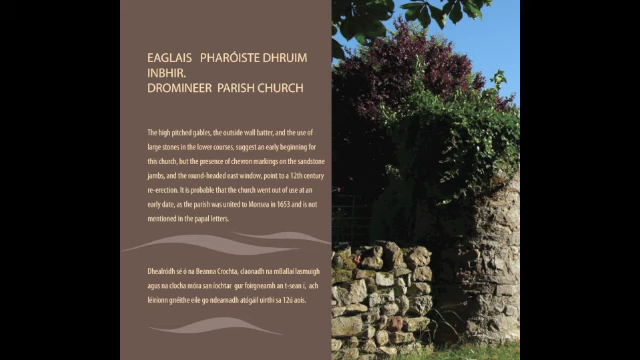 EAGLAIS PHARÓISTE DHRUIM
INBHIR.
DROMINEER PARISH CHURCH
The high pitched gables, the outside wall batter, and the use of
large stones in the lower courses, suggest an early beginning for
this church, but the presence of chevron markings on the sandstone
jambs, and the round-headed east window, point to a 12th century
re-erection. It is probable that the church went out of use at an
early date, as the parish was united to Monsea in 1653 and is not
mentioned in the papal letters.
Dhealródh sé ó na Beanna Crochta, claonadh na mBallaí lasmuigh
agus na clocha móra san íochtar gur foirgneamh an t-sean í, ach
léiríonn gnéithe eile go ndearnadh atógáil uirthi sa 12ú aois.